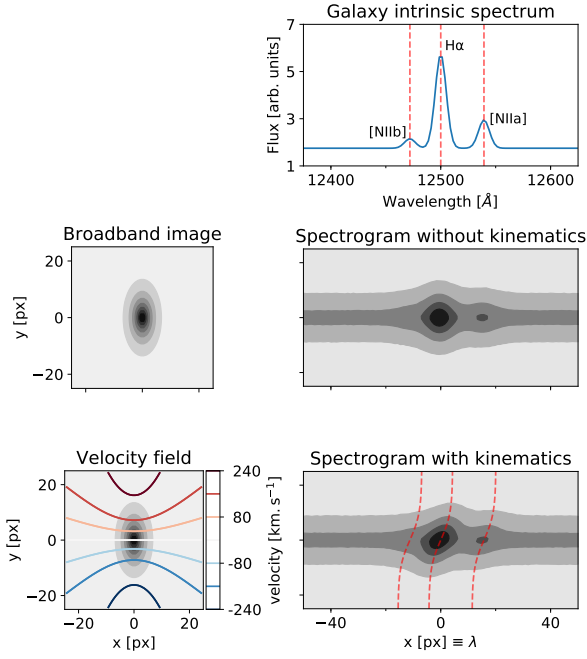 Galaxy intrinsic spectrum
7
5
3
1
Flux [arb. units]
Hα
[NIIb]
[NIIa]
12400
12500
12600
Wavelength [Å]
Broadband image
20
0
−20
y [px]
Spectrogram without kinematics
Velocity field
20
0
−20
y [px]
−20
0
20
x [px]
240
80
-80
-240
velocity [km. s⁻¹]
Spectrogram with kinematics
−40
0
40
x [px] ≡ λ